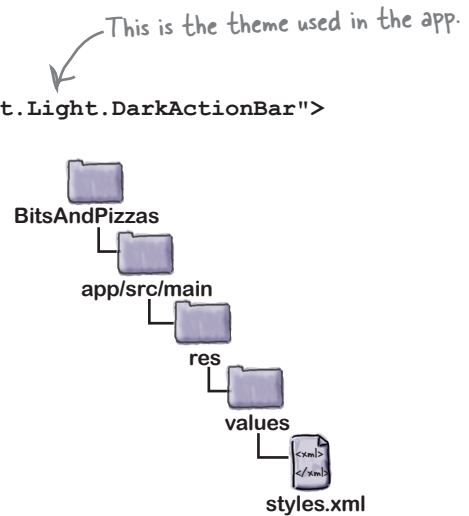 This is the theme used in the app.
t.Light.DarkActionBar">
BitsAndPizzas
app/src/main
res
values
<xml>
</xml>
styles.xml